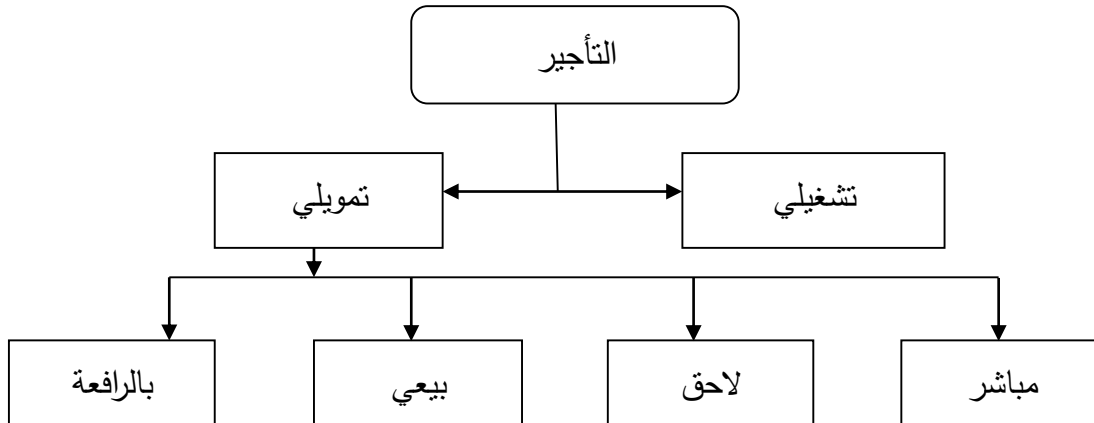 التأجير
تشغيلي
تمويلي
مباشر
لاحق
بيعي
بالرافعة